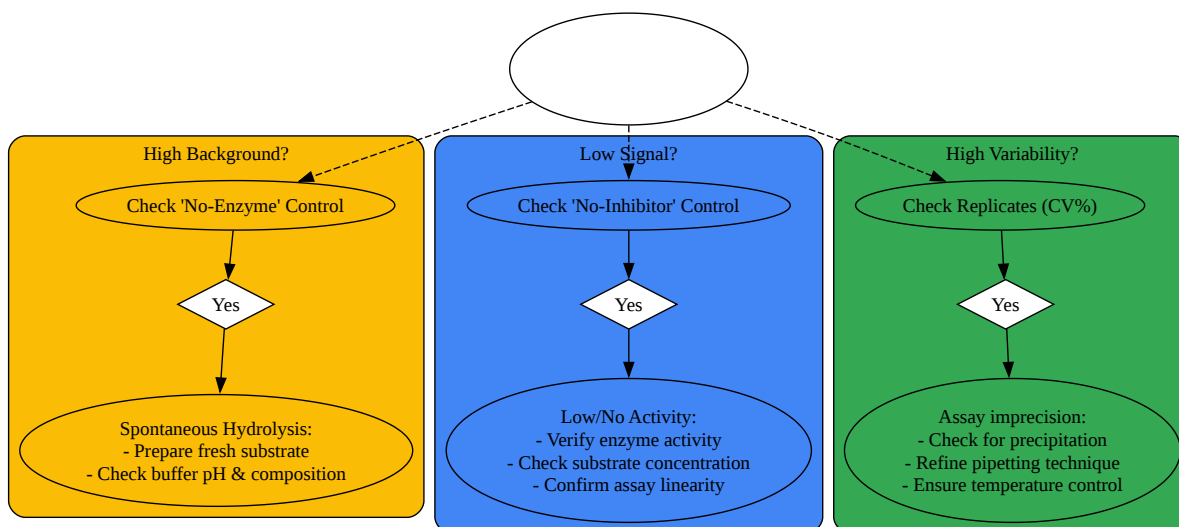 High Background?
Check 'No-Enzyme' Control
Yes
Spontaneous Hydrolysis:
- Prepare fresh substrate
- Check buffer pH & composition
Low Signal?
Check 'No-Inhibitor' Control
Yes
Low/No Activity:
- Verify enzyme activity
- Check substrate concentration
- Confirm assay linearity
High Variability?
Check Replicates (CV%)
Yes
Assay imprecision:
- Check for precipitation
- Refine pipetting technique
- Ensure temperature control